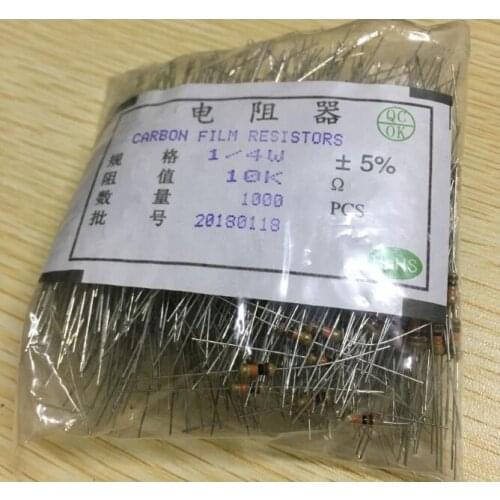 电阻器
QC
OK
CARBON FILM RESISTORS
规格 1/4W ± 5%
阻值 10K Ω
数量 1000 PCS
批号 20180118